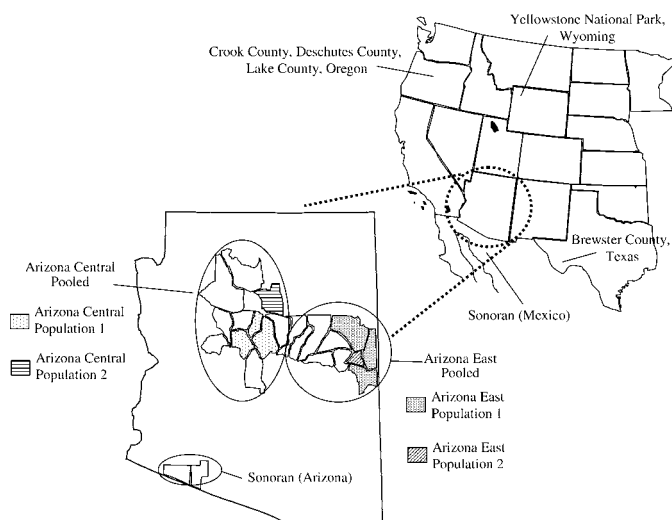 Yellowstone National Park,
Wyoming
Crook County, Deschutes County,
Lake County, Oregon
Brewster County,
Texas
Sonoran (Mexico)
Arizona Central
Pooled
Arizona Central
Population 1
Arizona Central
Population 2
Arizona East
Pooled
Arizona East
Population 1
Arizona East
Population 2
Sonoran (Arizona)